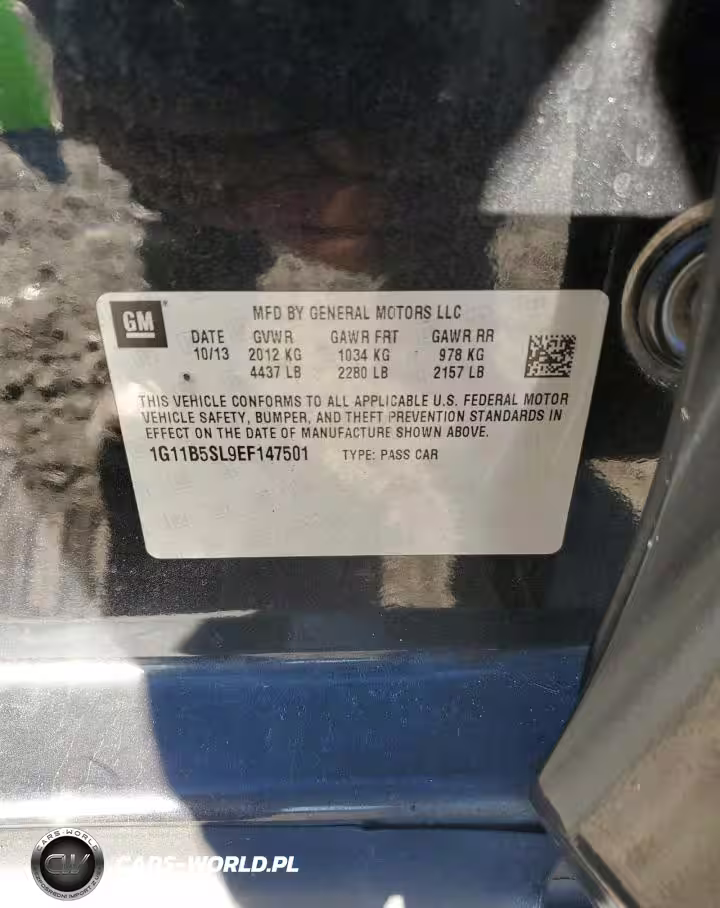 GM
MFD BY GENERAL MOTORS LLC
DATE GVWR GAWR FRT GAWR RR
10/13 2012 KG 1034 KG 978 KG
4437 LB 2280 LB 2157 LB
THIS VEHICLE CONFORMS TO ALL APPLICABLE U.S. FEDERAL MOTOR
VEHICLE SAFETY, BUMPER, AND THEFT PREVENTION STANDARDS IN
EFFECT ON THE DATE OF MANUFACTURE SHOWN ABOVE.
1G11B5SL9EF147501 TYPE: PASS CAR
CARS-WORLD
CW
CARS-WORLD.PL